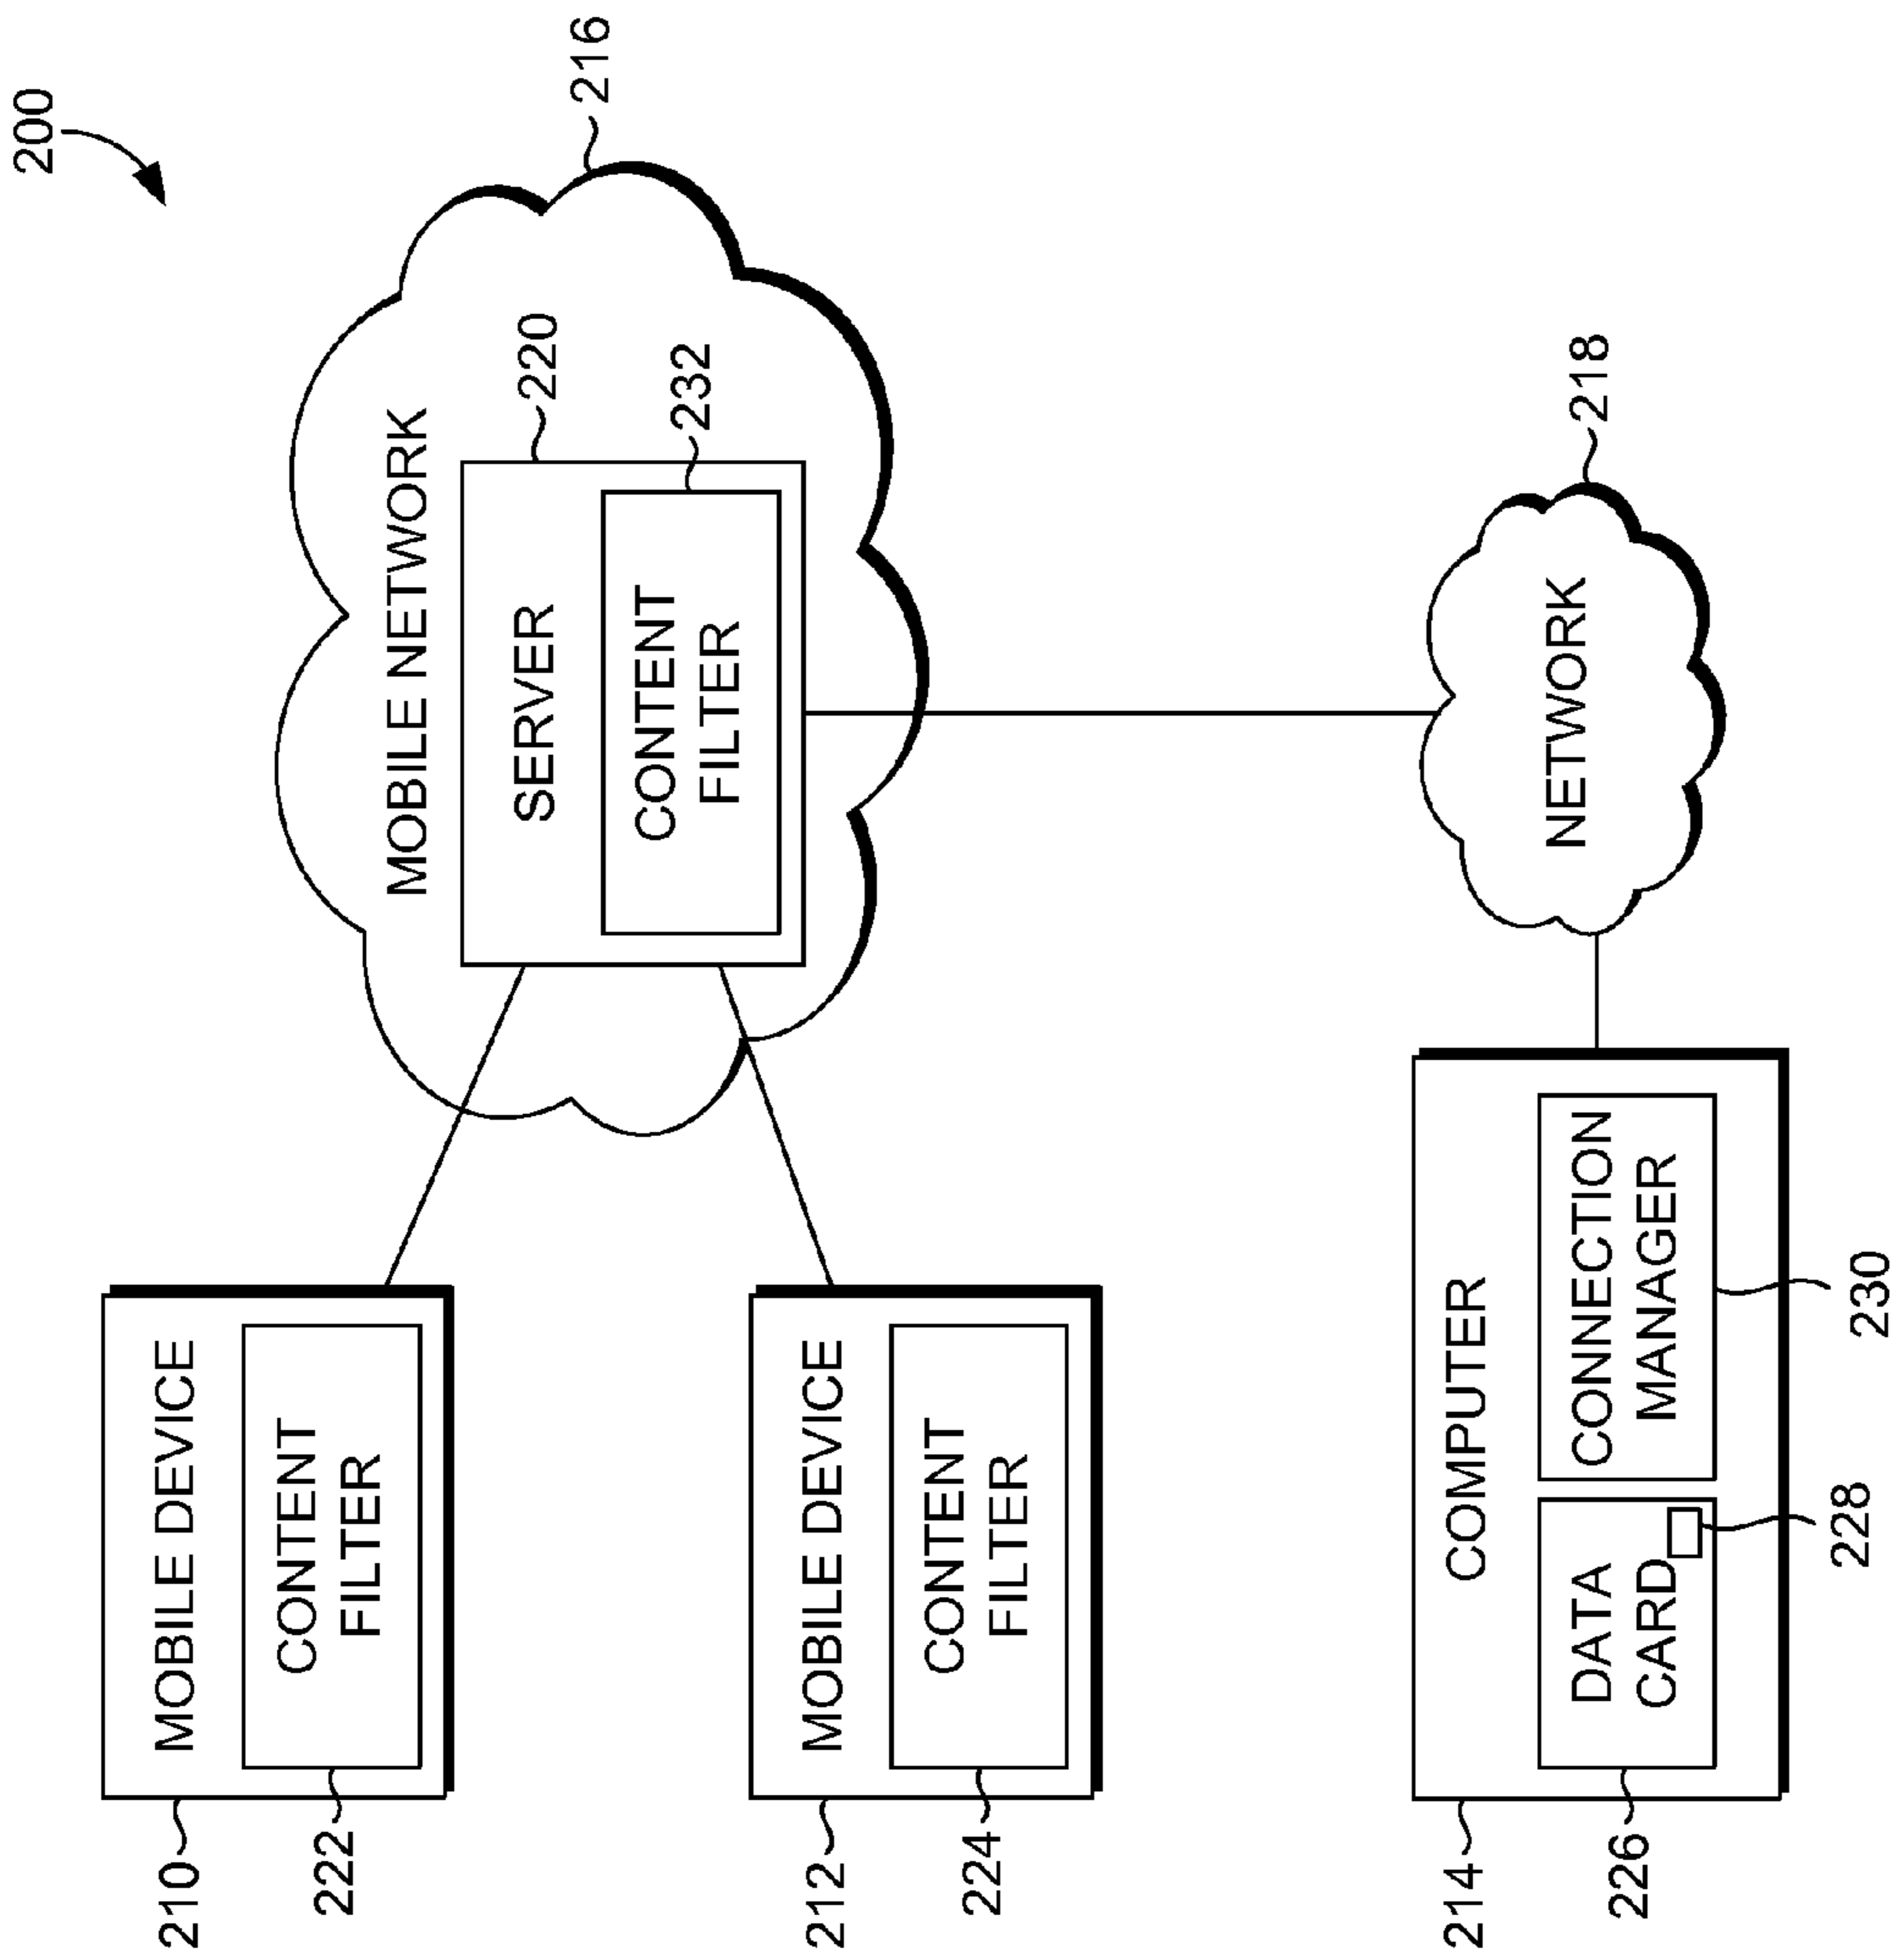 200
216
MOBILE NETWORK
220
SERVER
232
CONTENT
FILTER
MOBILE DEVICE
CONTENT
FILTER
210
222
MOBILE DEVICE
CONTENT
FILTER
212
224
218
NETWORK
COMPUTER
DATA
CARD
CONNECTION
MANAGER
214
226
228
230